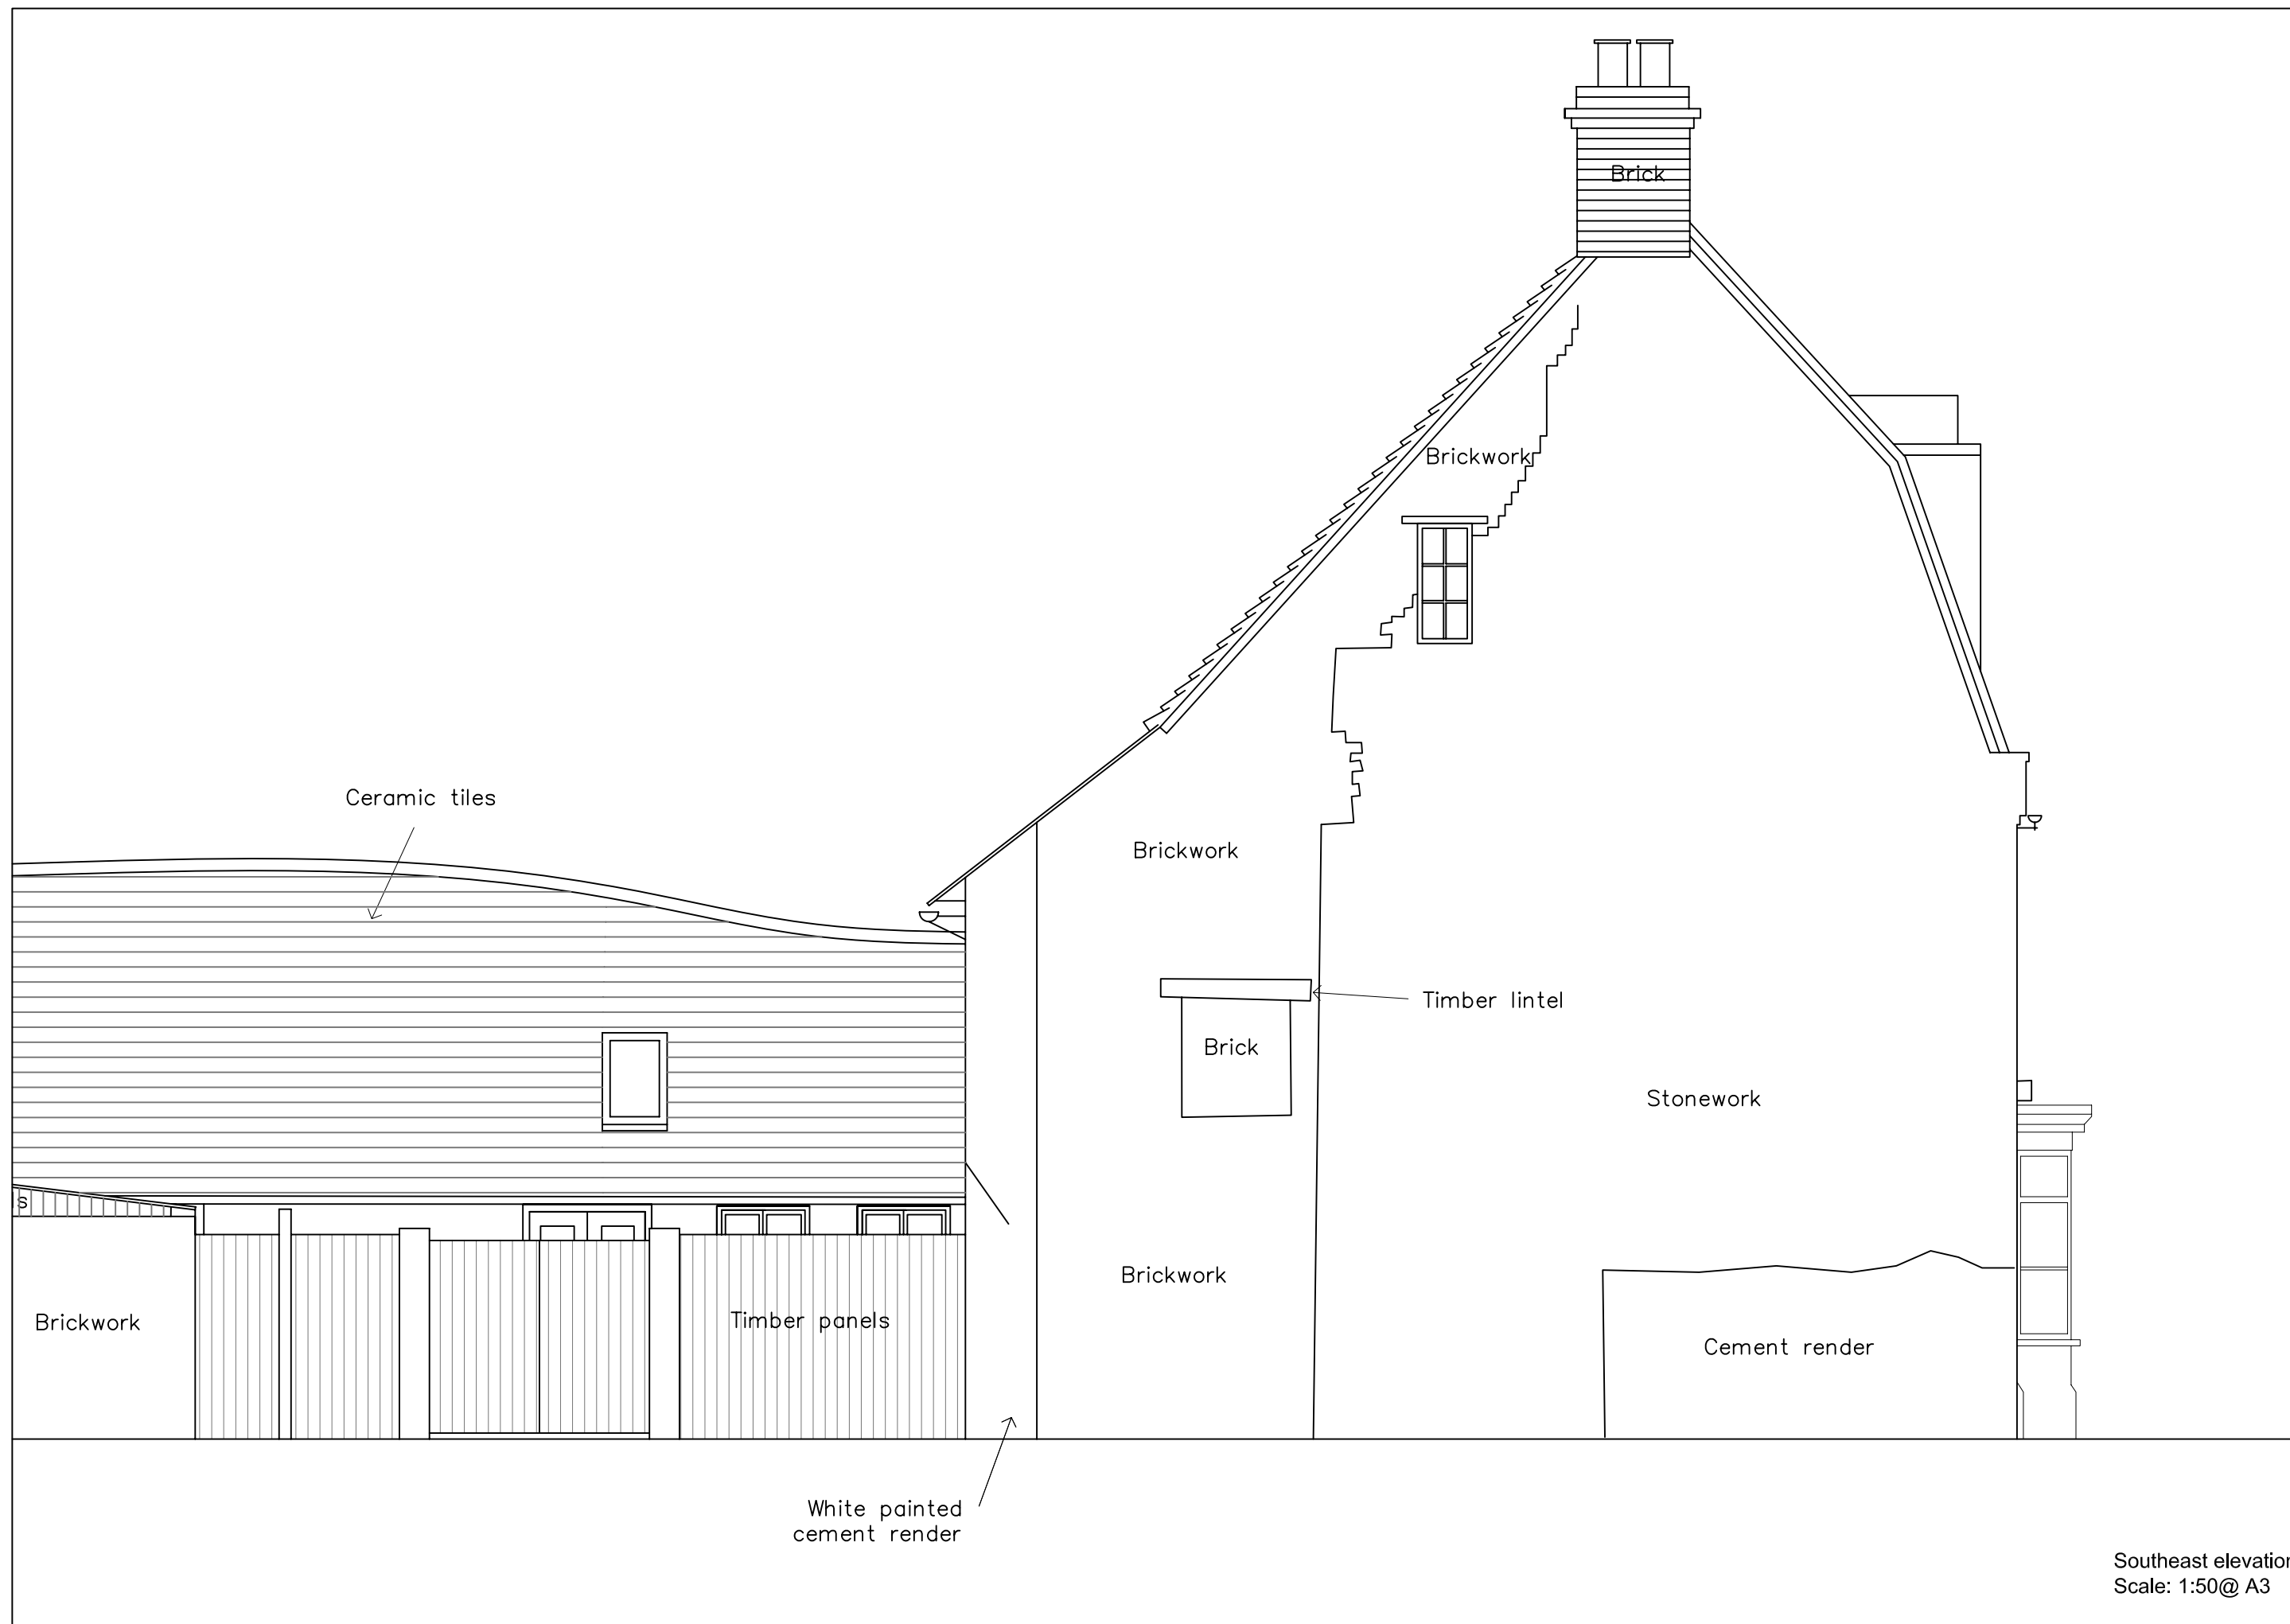 Brick
Brickwork
Ceramic tiles
Brickwork
Timber lintel
Brick
Stonework
s
Brickwork
Timber panels
Brickwork
Cement render
White painted
cement render
Southeast elevation
Scale: 1:50@ A3